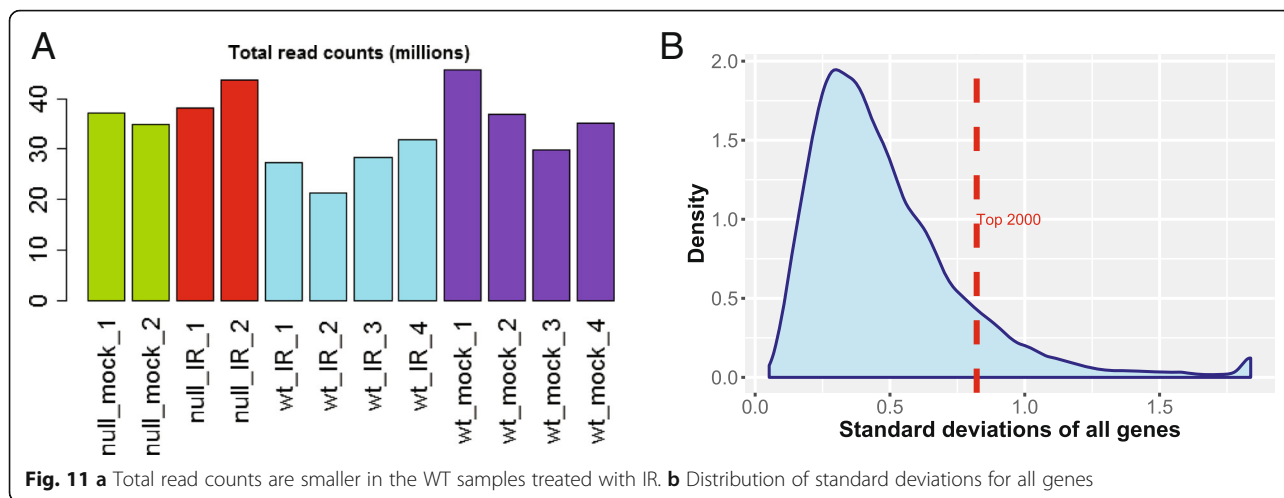 A
Total read counts (millions)
40
30
20
10
0
null_mock_1
null_mock_2
null_IR_1
null_IR_2
wt_IR_1
wt_IR_2
wt_IR_3
wt_IR_4
wt_mock_1
wt_mock_2
wt_mock_3
wt_mock_4
B
2.0
1.5
1.0
0.5
0.0
Density
Top 2000
0.0 0.5 1.0 1.5
Standard deviations of all genes
Fig. 11 a Total read counts are smaller in the WT samples treated with IR. b Distribution of standard deviations for all genes